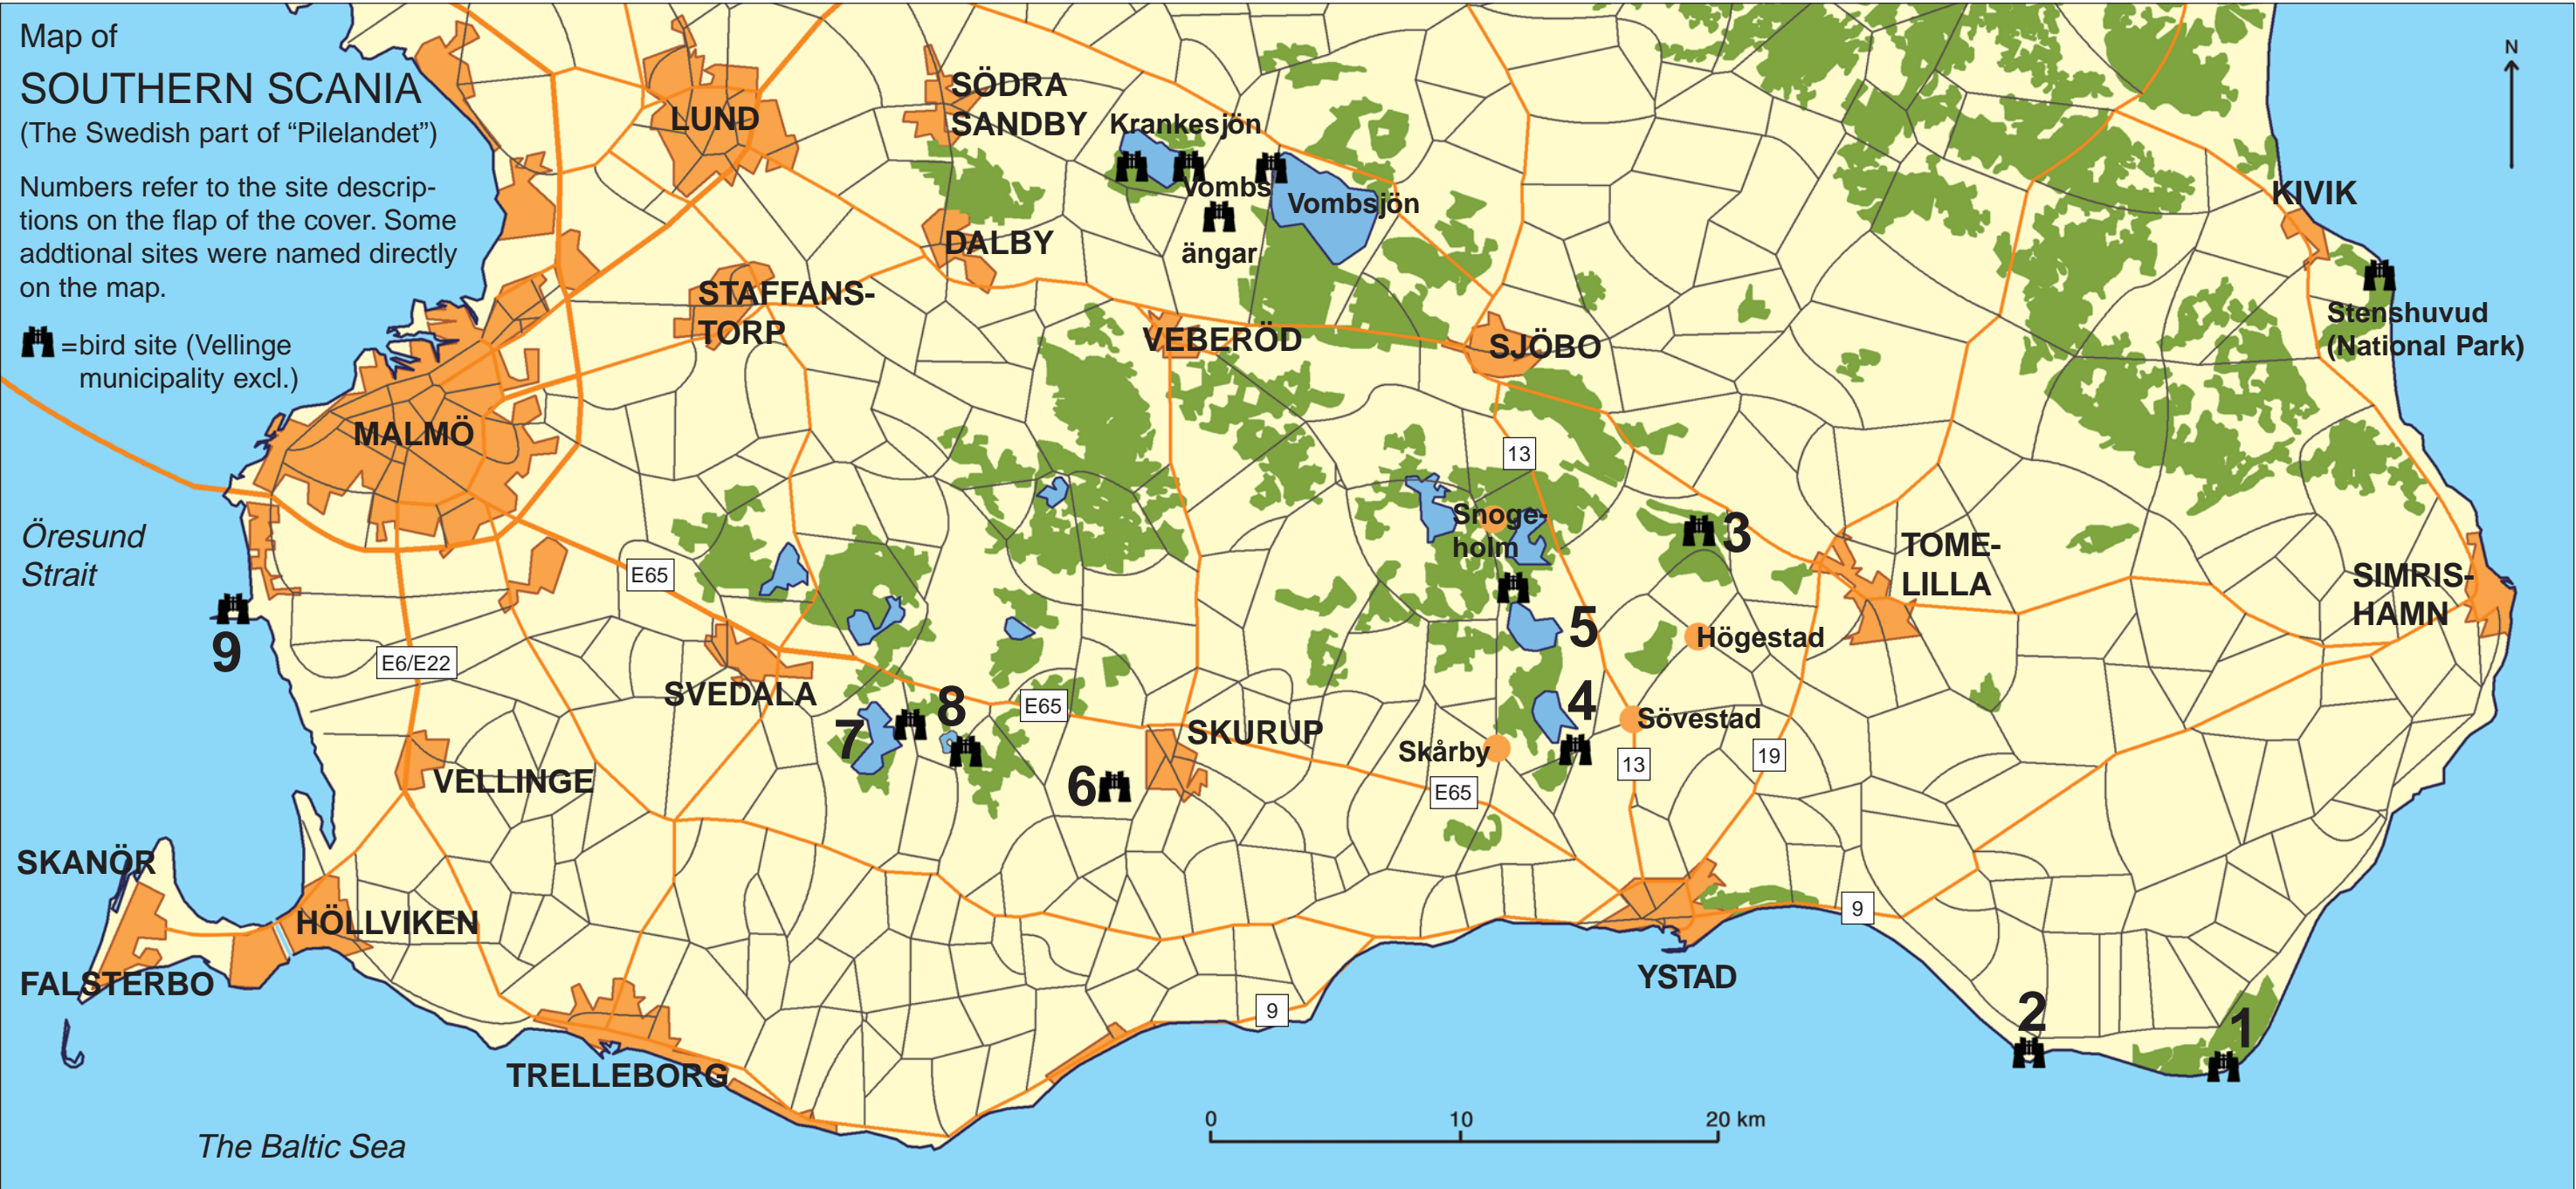 Map of
SOUTHERN SCANIA
(The Swedish part of “Pilelandet”)
Numbers refer to the site descrip-
tions on the flap of the cover. Some
addtional sites were named directly
on the map.
=bird site (Vellinge
municipality excl.)
N
LUND
SÖDRA
SANDBY
Krankesjön
Vombs
ängar
Vombsjön
KIVIK
DALBY
STAFFANS-
TORP
VEBERÖD
SJÖBO
Stenshuvud
(National Park)
MALMÖ
13
Öresund
Strait
Snoge-
holm
3
TOME-
LILLA
SIMRIS-
HAMN
E65
9
5
Högestad
E6/E22
SVEDALA
8
E65
4
Sövestad
7
SKURUP
Skårby
13
19
VELLINGE
6
E65
SKANÖR
HÖLLVIKEN
9
FALSTERBO
YSTAD
9
2
1
TRELLEBORG
0
10
20 km
The Baltic Sea